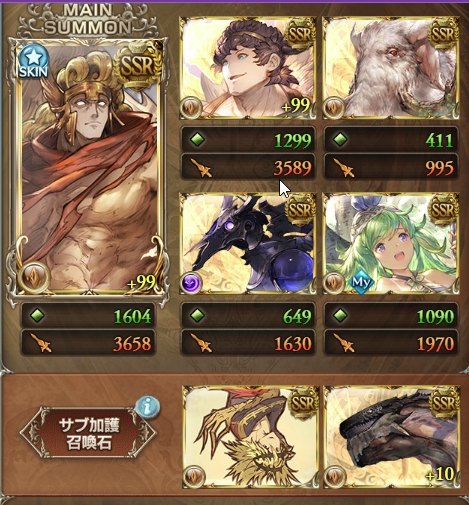 MAIN
SUMMON
SKIN
SSR
+99
1604
3658
SSR
+99
1299
3589
SSR
411
995
SSR
649
1630
SSR
My
1090
1970
サブ加護
召喚石
i
SSR
SSR
+10